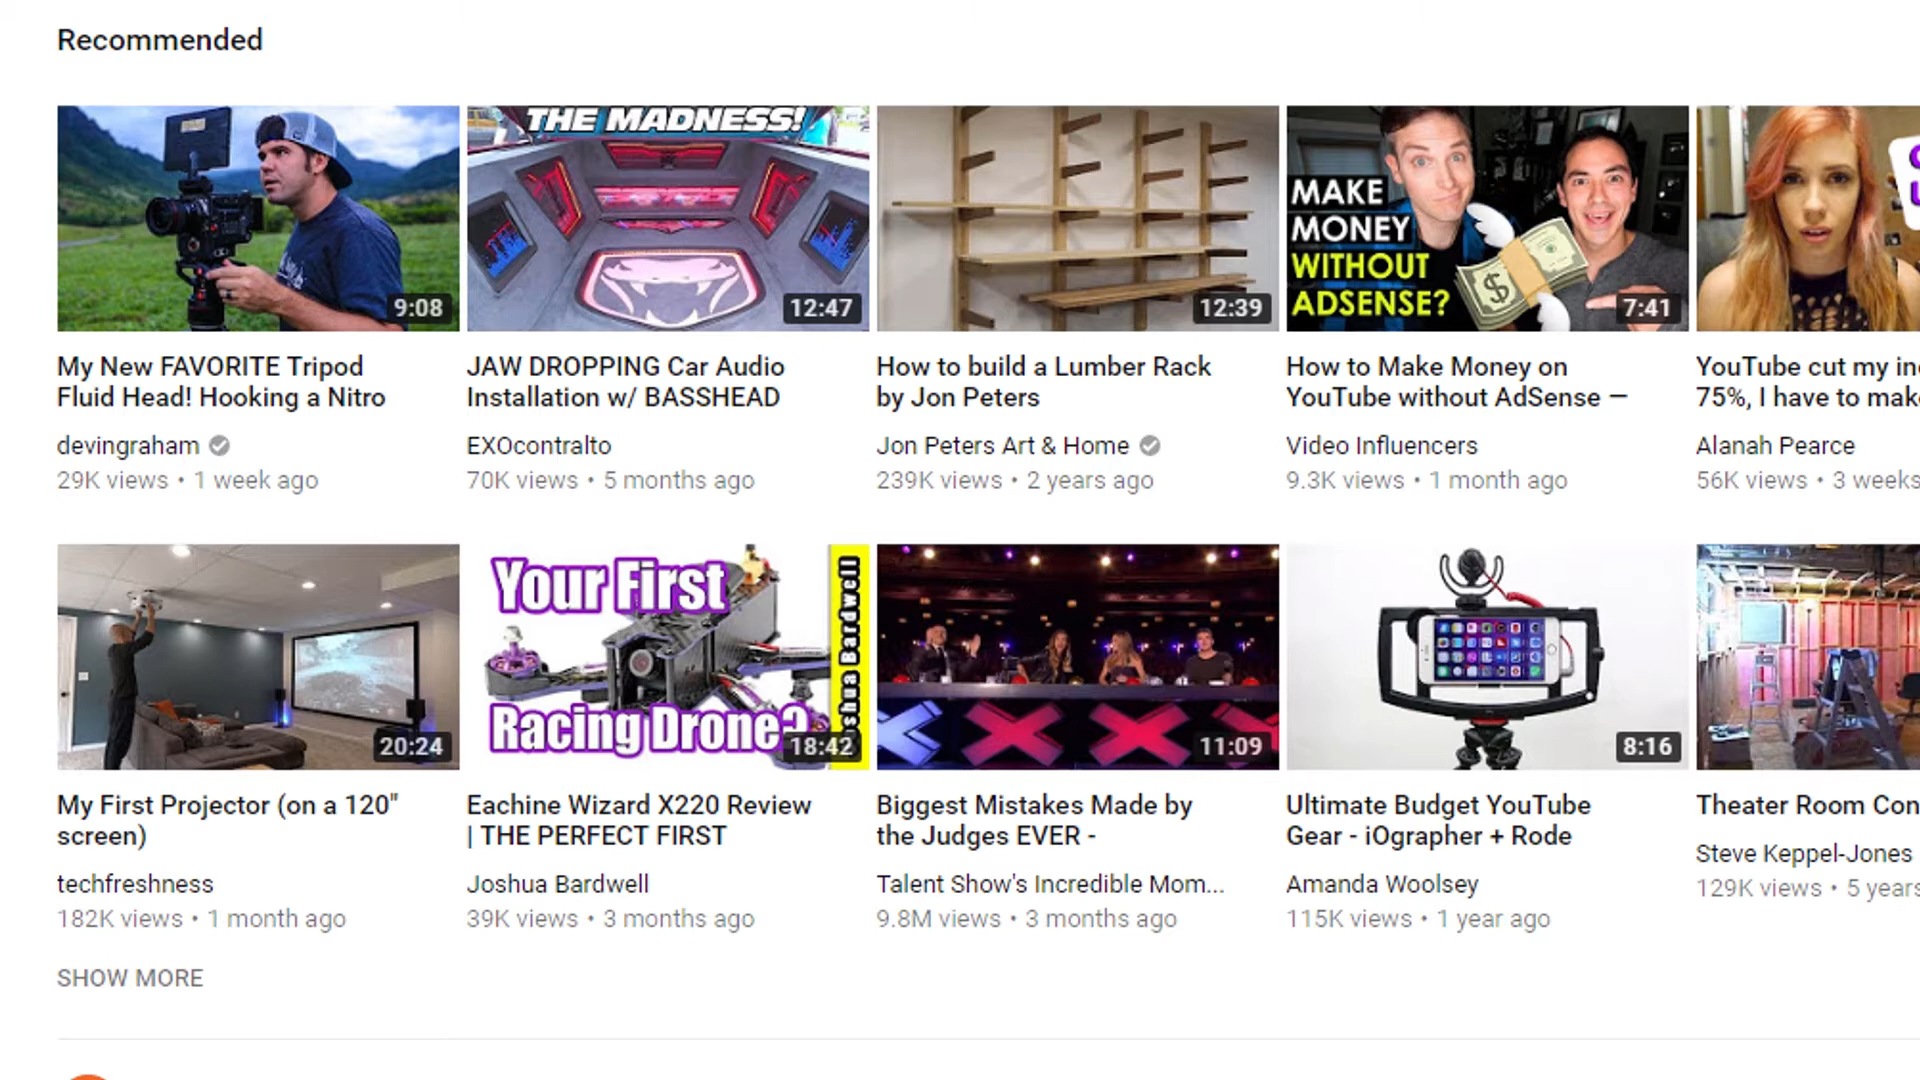 Recommended
THE MADNESS!
MAKE
MONEY
WITHOUT
ADSENSE?
9:08
12:47
12:39
7:41
My New FAVORITE Tripod
Fluid Head! Hooking a Nitro
JAW DROPPING Car Audio
Installation w/ BASSHEAD
How to build a Lumber Rack
by Jon Peters
How to Make Money on
YouTube without AdSense —
YouTube cut my in
75%, I have to mak
devingraham
29K views • 1 week ago
EXOcontralto
70K views • 5 months ago
Jon Peters Art & Home
239K views • 2 years ago
Video Influencers
9.3K views • 1 month ago
Alanah Pearce
56K views • 3 weeks
Your First
Racing Drone?
shua Bardwell
20:24
18:42
11:09
8:16
My First Projector (on a 120"
screen)
Eachine Wizard X220 Review
| THE PERFECT FIRST
Biggest Mistakes Made by
the Judges EVER -
Ultimate Budget YouTube
Gear - iOgrapher + Rode
Theater Room Con
techfreshness
182K views • 1 month ago
Joshua Bardwell
39K views • 3 months ago
Talent Show's Incredible Mom...
9.8M views • 3 months ago
Amanda Woolsey
115K views • 1 year ago
Steve Keppel-Jones
129K views • 5 years
SHOW MORE